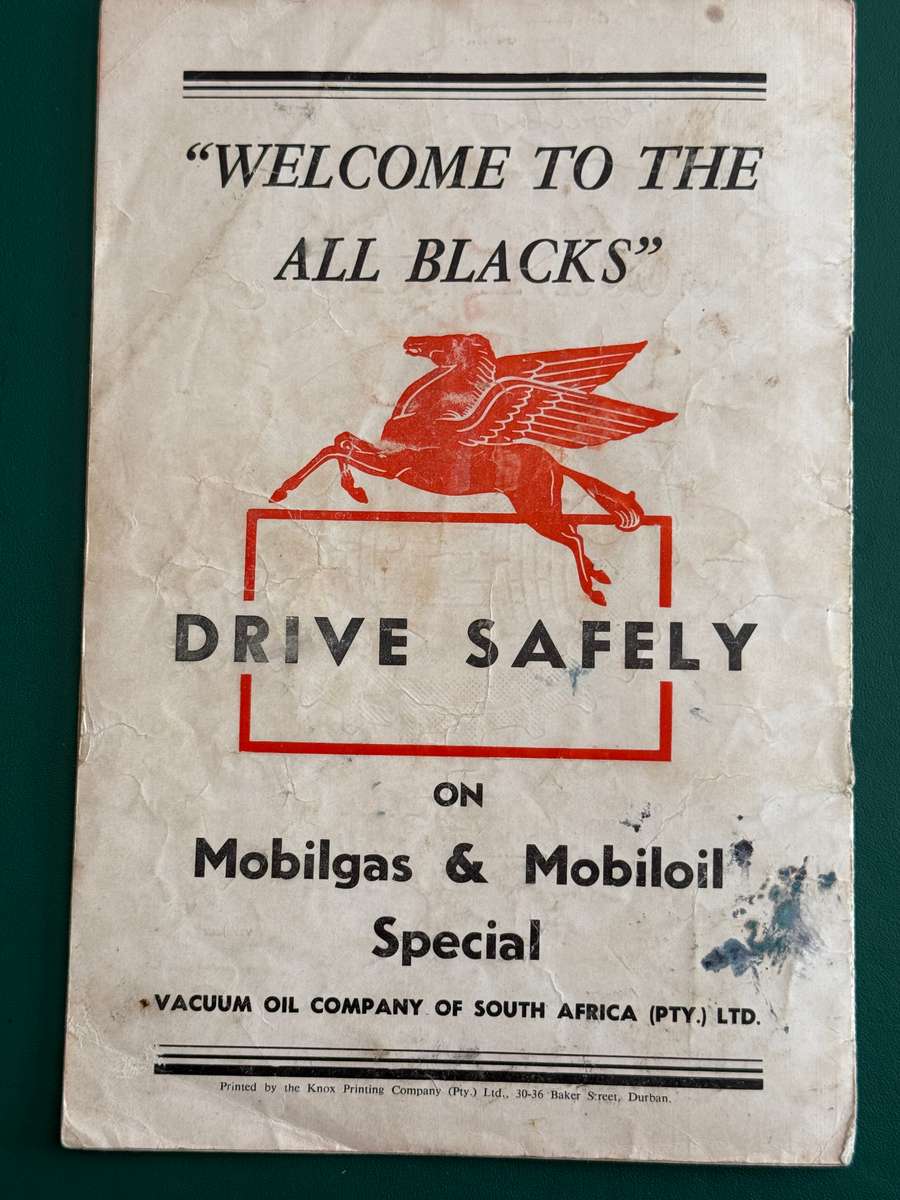 "WELCOME TO THE
ALL BLACKS"
DRIVE SAFELY
ON
Mobilgas & Mobiloil
Special
VACUUM OIL COMPANY OF SOUTH AFRICA (PTY.) LTD.
Printed by the Knox Printing Company (Pty.) Ltd., 30-36 Baker Street, Durban.